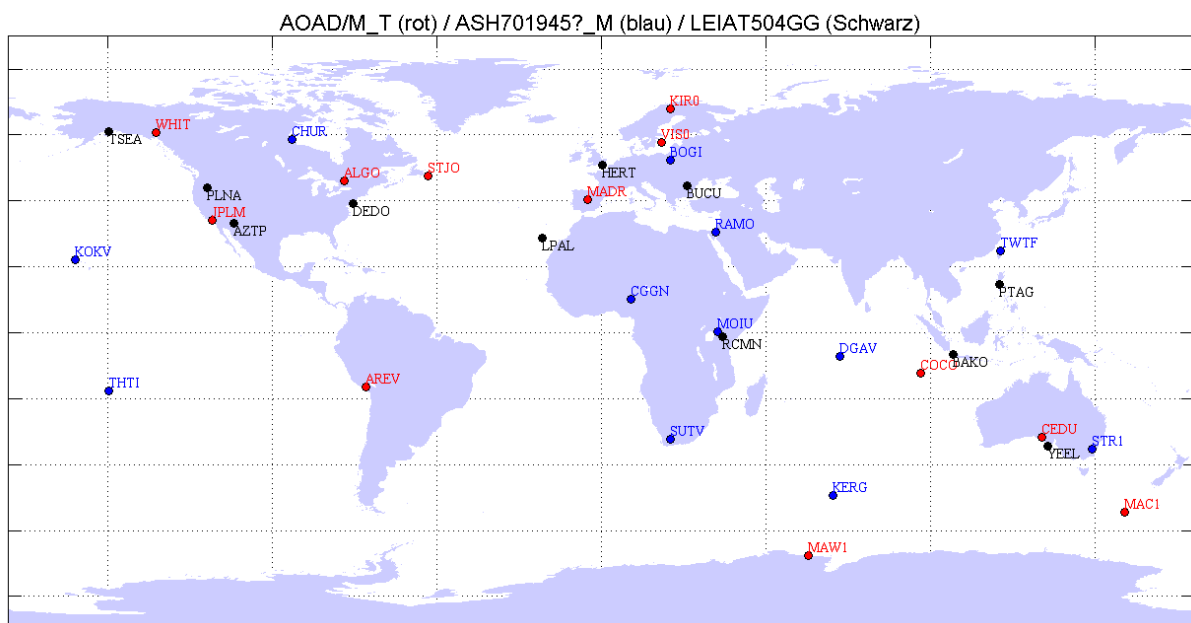 AOAD/M_T (rot) / ASH701945?_M (blau) / LEIAT504GG (Schwarz)
KIR0
WHIT
TSEA
CHUR
VIS0
BOGI
HERT
ALGO
STJO
PLNA
BUCU
MADR
DEDO
JPLM
AZTP
RAMO
LPAL
TWTF
KOKV
PTAG
CGGN
MOIU
RCMN
DGAV
BAKO
COCO
THTI
AREV
SUTV
CEDU
YEEL
STR1
KERG
MAC1
MAW1